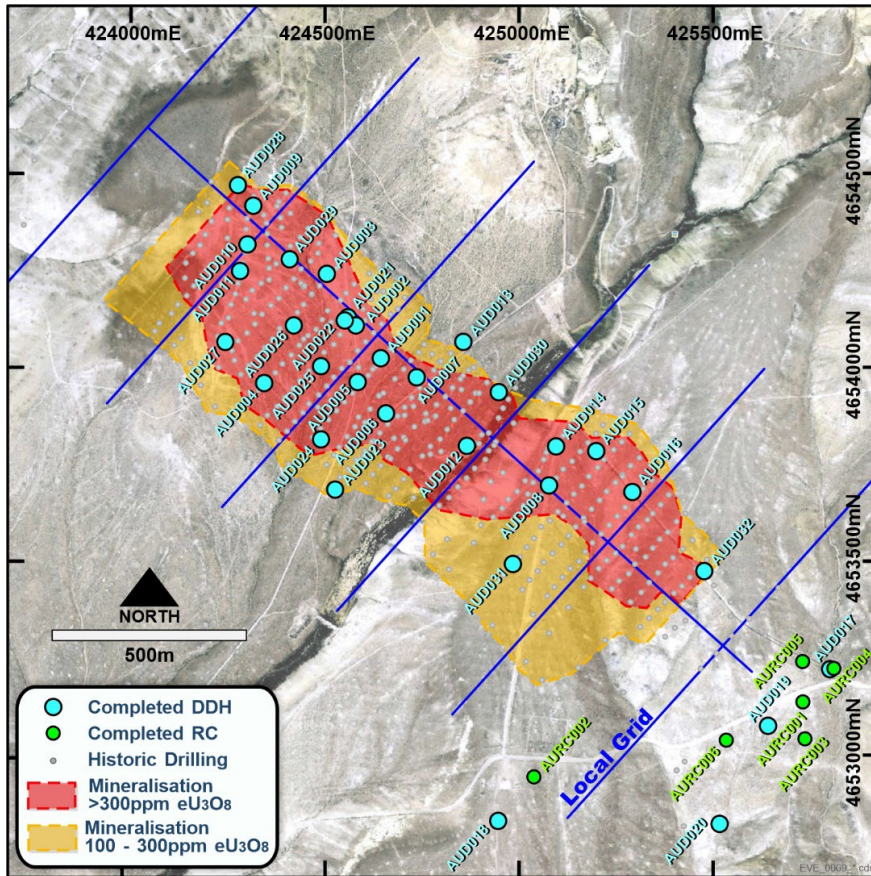 424000mE
424500mE
425000mE
425500mE
4654500mN
4654000mN
4653500mN
4653000mN
AUD028
AUD009
AUD029
AUD003
AUD010
AUD011
AUD021
AUD002
AUD013
AUD001
AUD022
AUD026
AUD027
AUD007
AUD030
AUD025
AUD004
AUD005
AUD006
AUD014
AUD015
AUD024
AUD023
AUD012
AUD016
AUD008
AUD032
AUD031
NORTH
500m
AURC005
AUD017
AURC004
AUD019
AURC001
AURC003
AURC006
AURC002
AUD018
AUD020
Local Grid
Completed DDH
Completed RC
Historic Drilling
Mineralisation
>300ppm eU₃O₈
Mineralisation
100 - 300ppm eU₃O₈